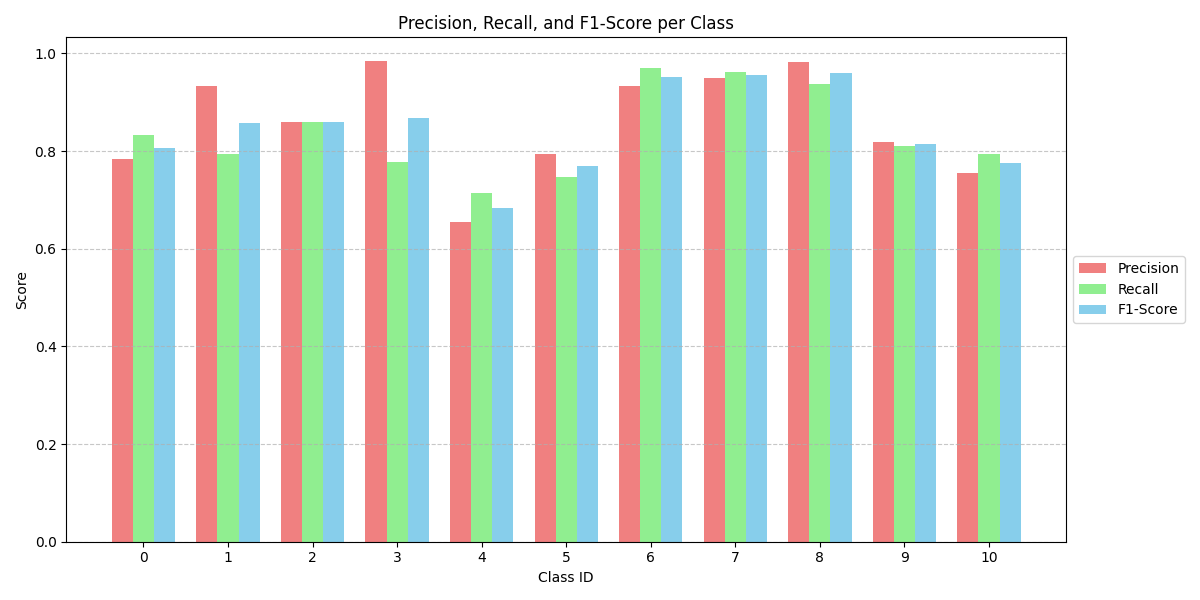 Precision, Recall, and F1-Score per Class
1.0
0.8
0.6
0.4
0.2
0.0
Score
0 1 2 3 4 5 6 7 8 9 10
Class ID
Precision
Recall
F1-Score